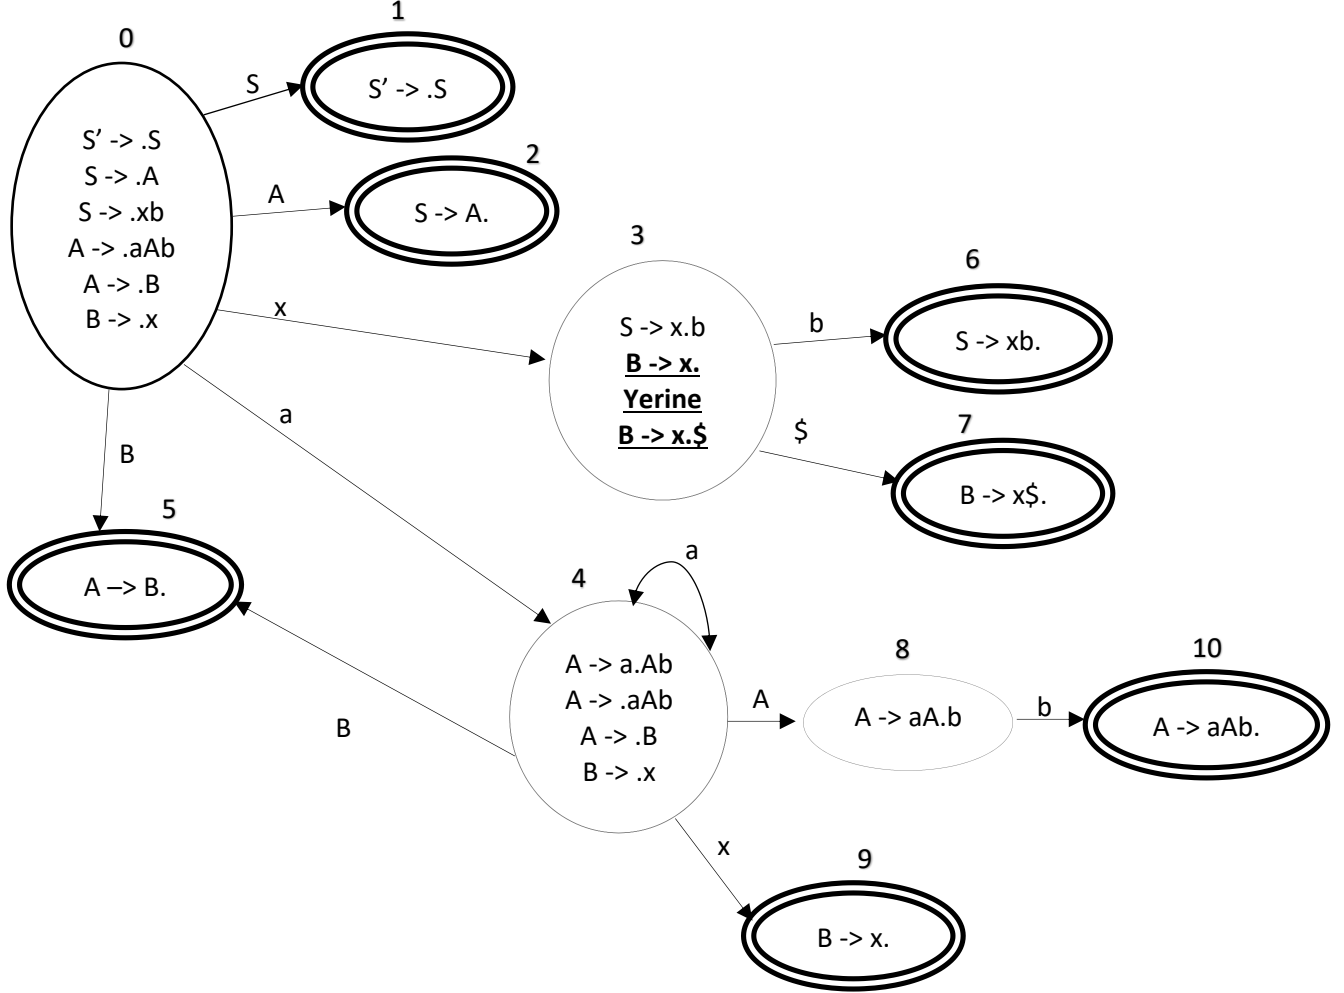 1
0
S
S' -> .S
S' -> .S
S -> .A
S -> .xb
A -> .aAb
A -> .B
B -> .x
2
A
S -> A.
3
x
S -> x.b
B -> x.
Yerine
B -> x.$
6
b
S -> xb.
7
$
B -> x$.
a
B
5
A –> B.
4
a
A -> a.Ab
A -> .aAb
A -> .B
B -> .x
B
A
8
A -> aA.b
b
10
A -> aAb.
x
9
B -> x.